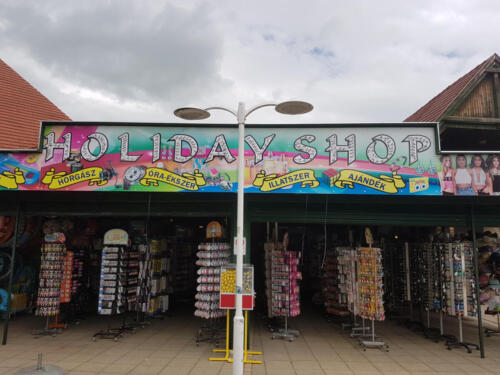 HOLIDAY SHOP
HORGÁSZ
ÓRA-ÉKSZER
ILLATSZER
AJÁNDÉK